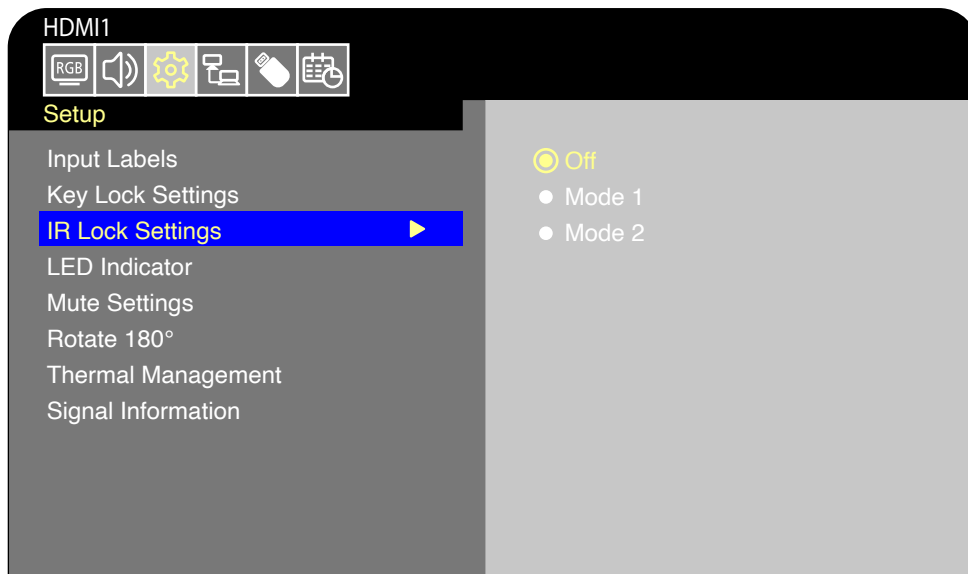 HDMI1
RGB
Setup
Input Labels
Key Lock Settings
IR Lock Settings
LED Indicator
Mute Settings
Rotate 180°
Thermal Management
Signal Information
Off
Mode 1
Mode 2